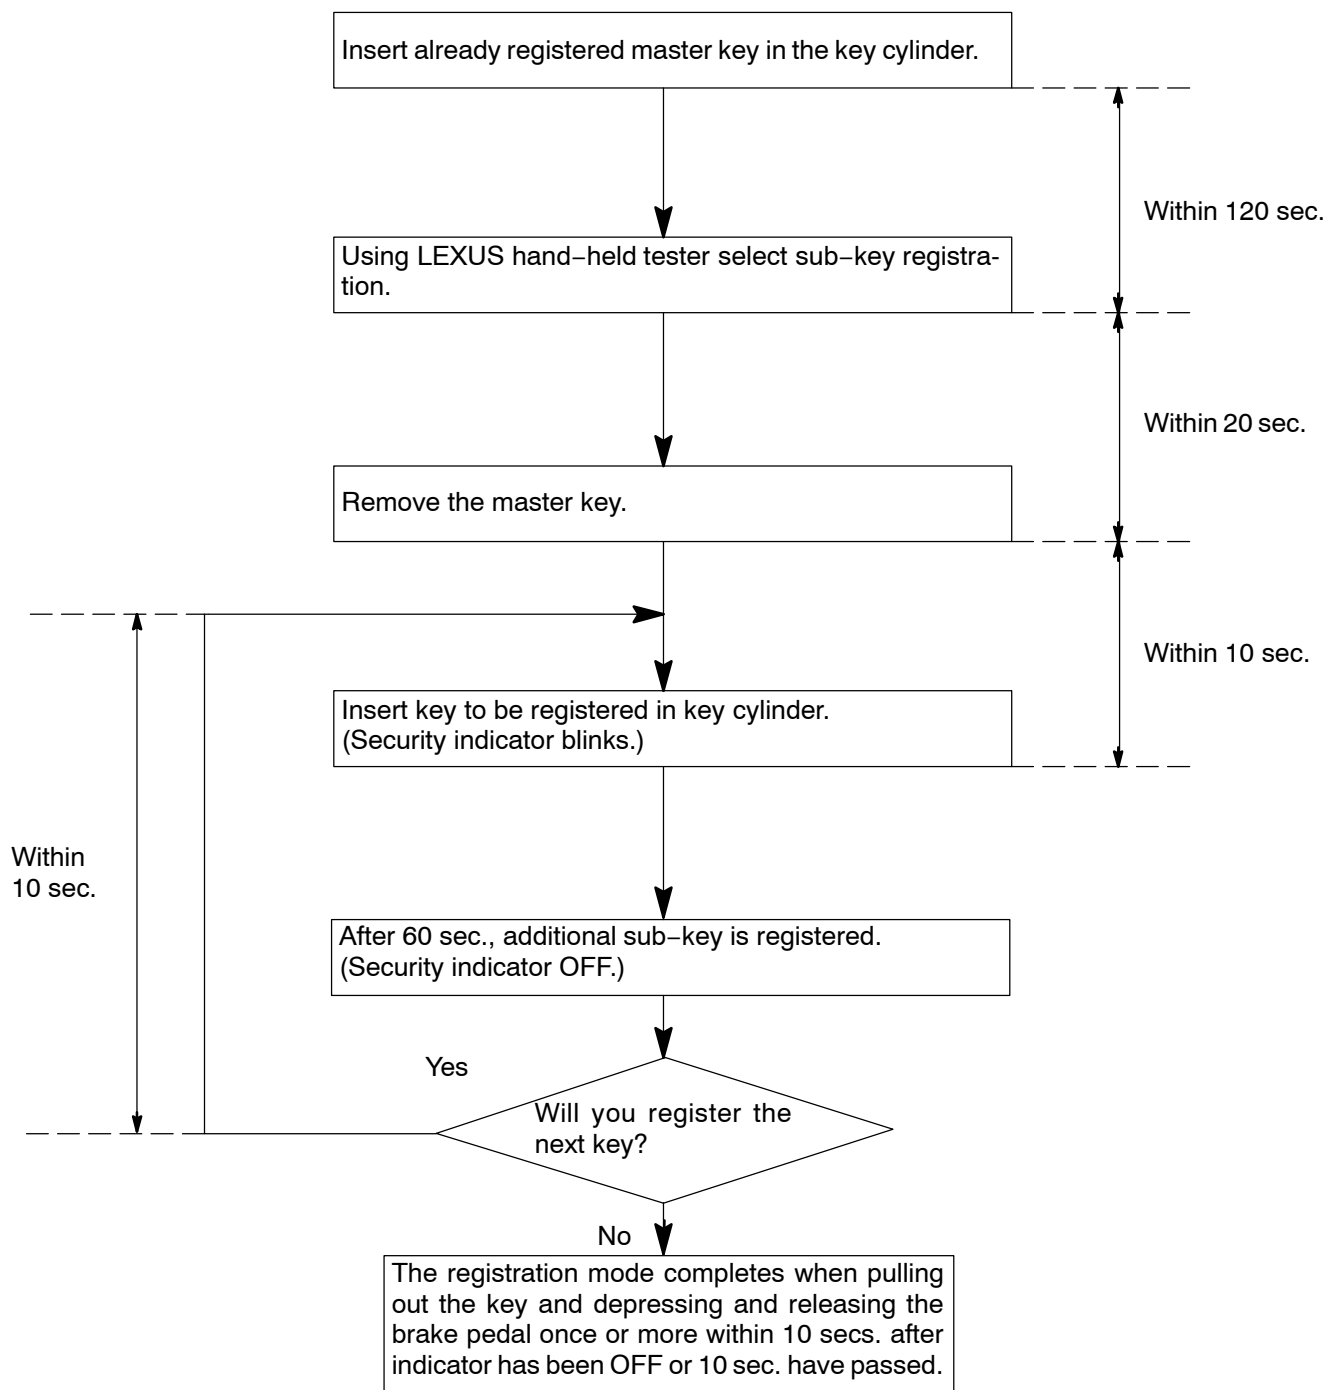 Insert already registered master key in the key cylinder.
Within 120 sec.
Using LEXUS hand−held tester select sub−key registra-
tion.
Within 20 sec.
Remove the master key.
Within 10 sec.
Insert key to be registered in key cylinder.
(Security indicator blinks.)
Within
10 sec.
After 60 sec., additional sub−key is registered.
(Security indicator OFF.)
Yes
Will you register the
next key?
No
The registration mode completes when pulling
out the key and depressing and releasing the
brake pedal once or more within 10 secs. after
indicator has been OFF or 10 sec. have passed.